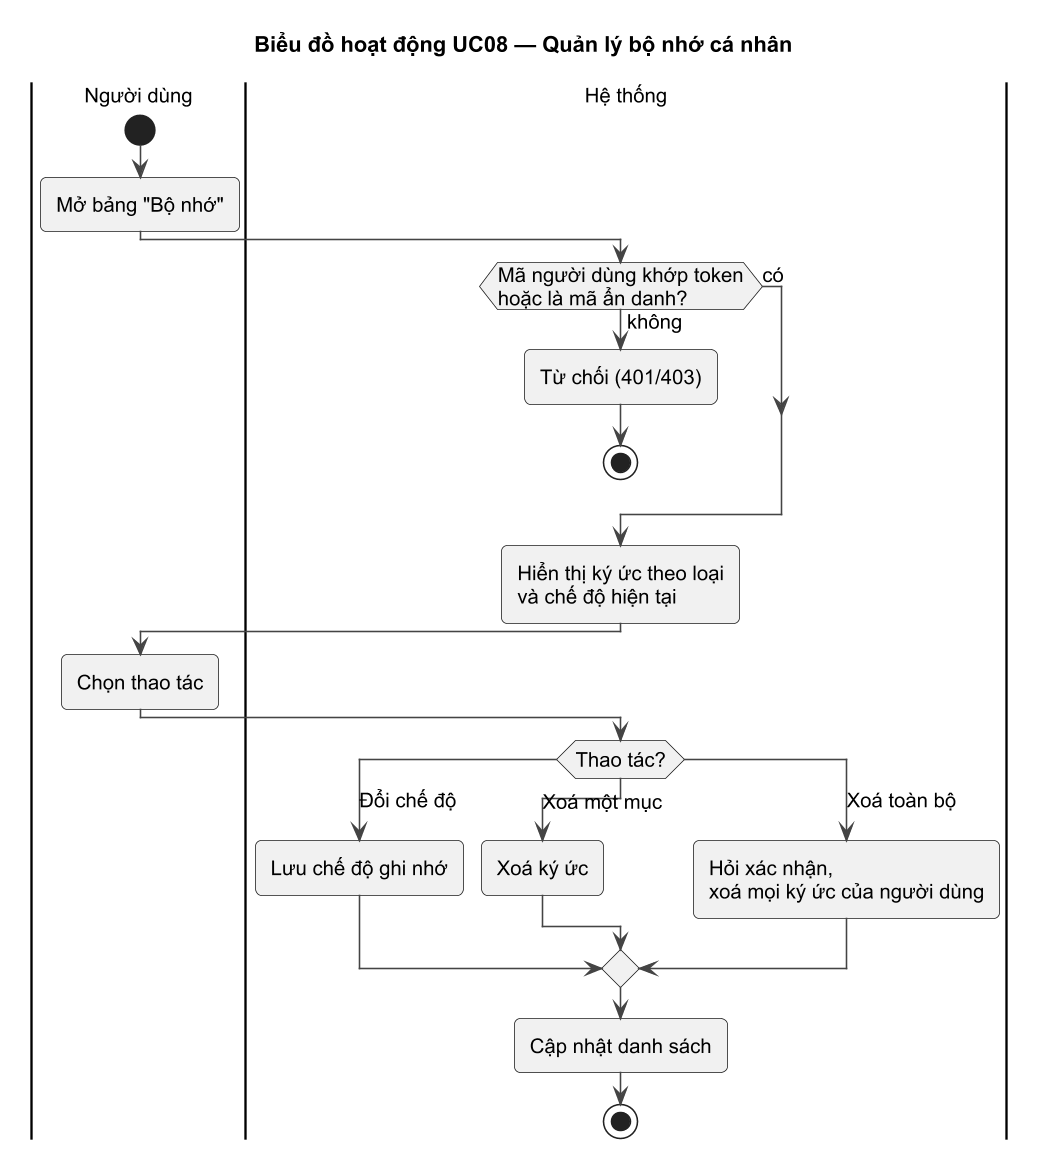 Biểu đồ hoạt động UC08 — Quản lý bộ nhớ cá nhân
Người dùng
Hệ thống
Mở bảng "Bộ nhớ"
Mã người dùng khớp token
hoặc là mã ẩn danh?
có
không
Từ chối (401/403)
Hiển thị ký ức theo loại
và chế độ hiện tại
Chọn thao tác
Thao tác?
Đổi chế độ
Xoá một mục
Xoá toàn bộ
Lưu chế độ ghi nhớ
Xoá ký ức
Hỏi xác nhận,
xoá mọi ký ức của người dùng
Cập nhật danh sách